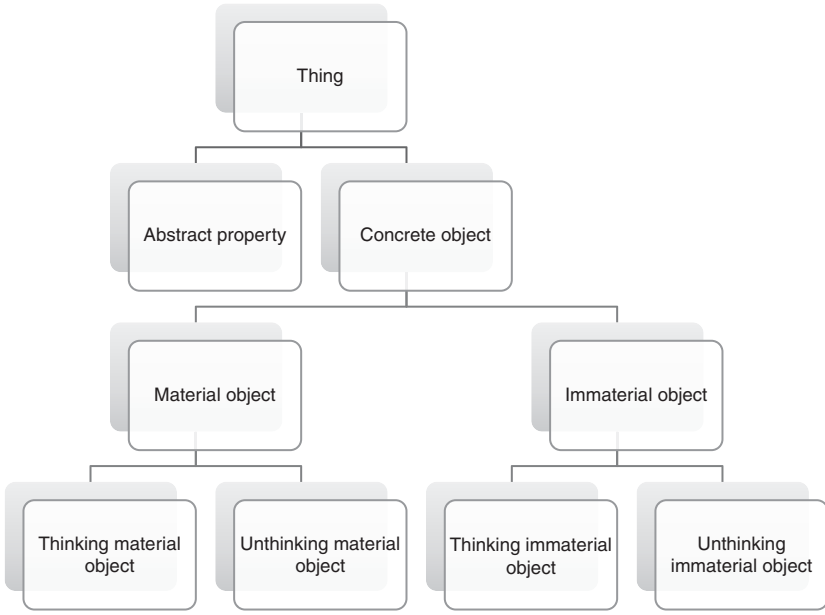 Thing
Abstract property
Concrete object
Material object
Immaterial object
Thinking material
object
Unthinking material
object
Thinking immaterial
object
Unthinking
immaterial object